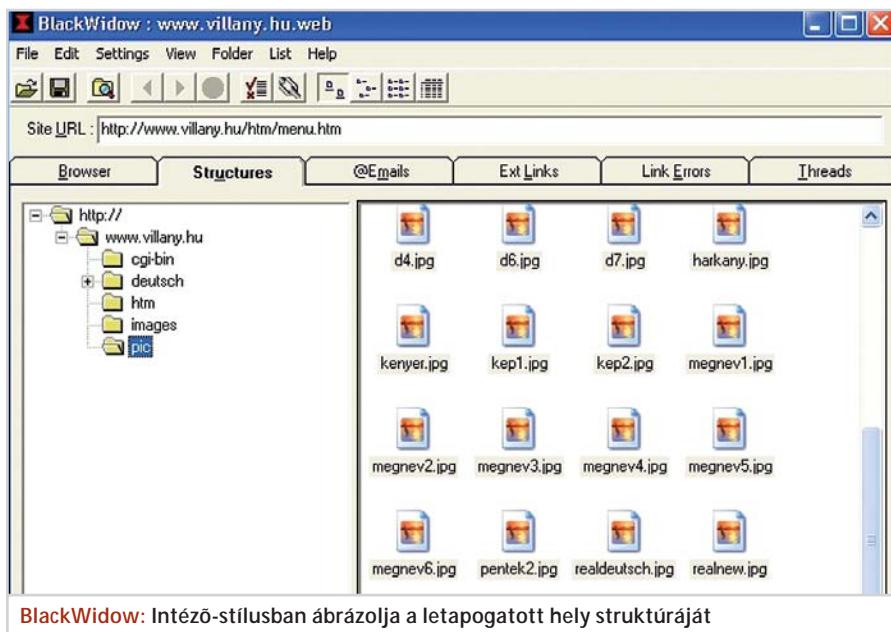 BlackWidow : www.villany.hu.web
File Edit Settings View Folder List Help
Site URL : http://www.villany.hu/htm/menu.htm
Browser Structures @Emails Ext Links Link Errors Threads
http://
www.villany.hu
cgi-bin
deutsch
htm
images
pic
d4.jpg d6.jpg d7.jpg harkany.jpg
kenyer.jpg kep1.jpg kep2.jpg megnev1.jpg
megnev2.jpg megnev3.jpg megnev4.jpg megnev5.jpg
megnev6.jpg pentek2.jpg realdeutsch.jpg realnew.jpg
BlackWidow: Intézõ-stílusban ábrázolja a letapogatott hely struktúráját